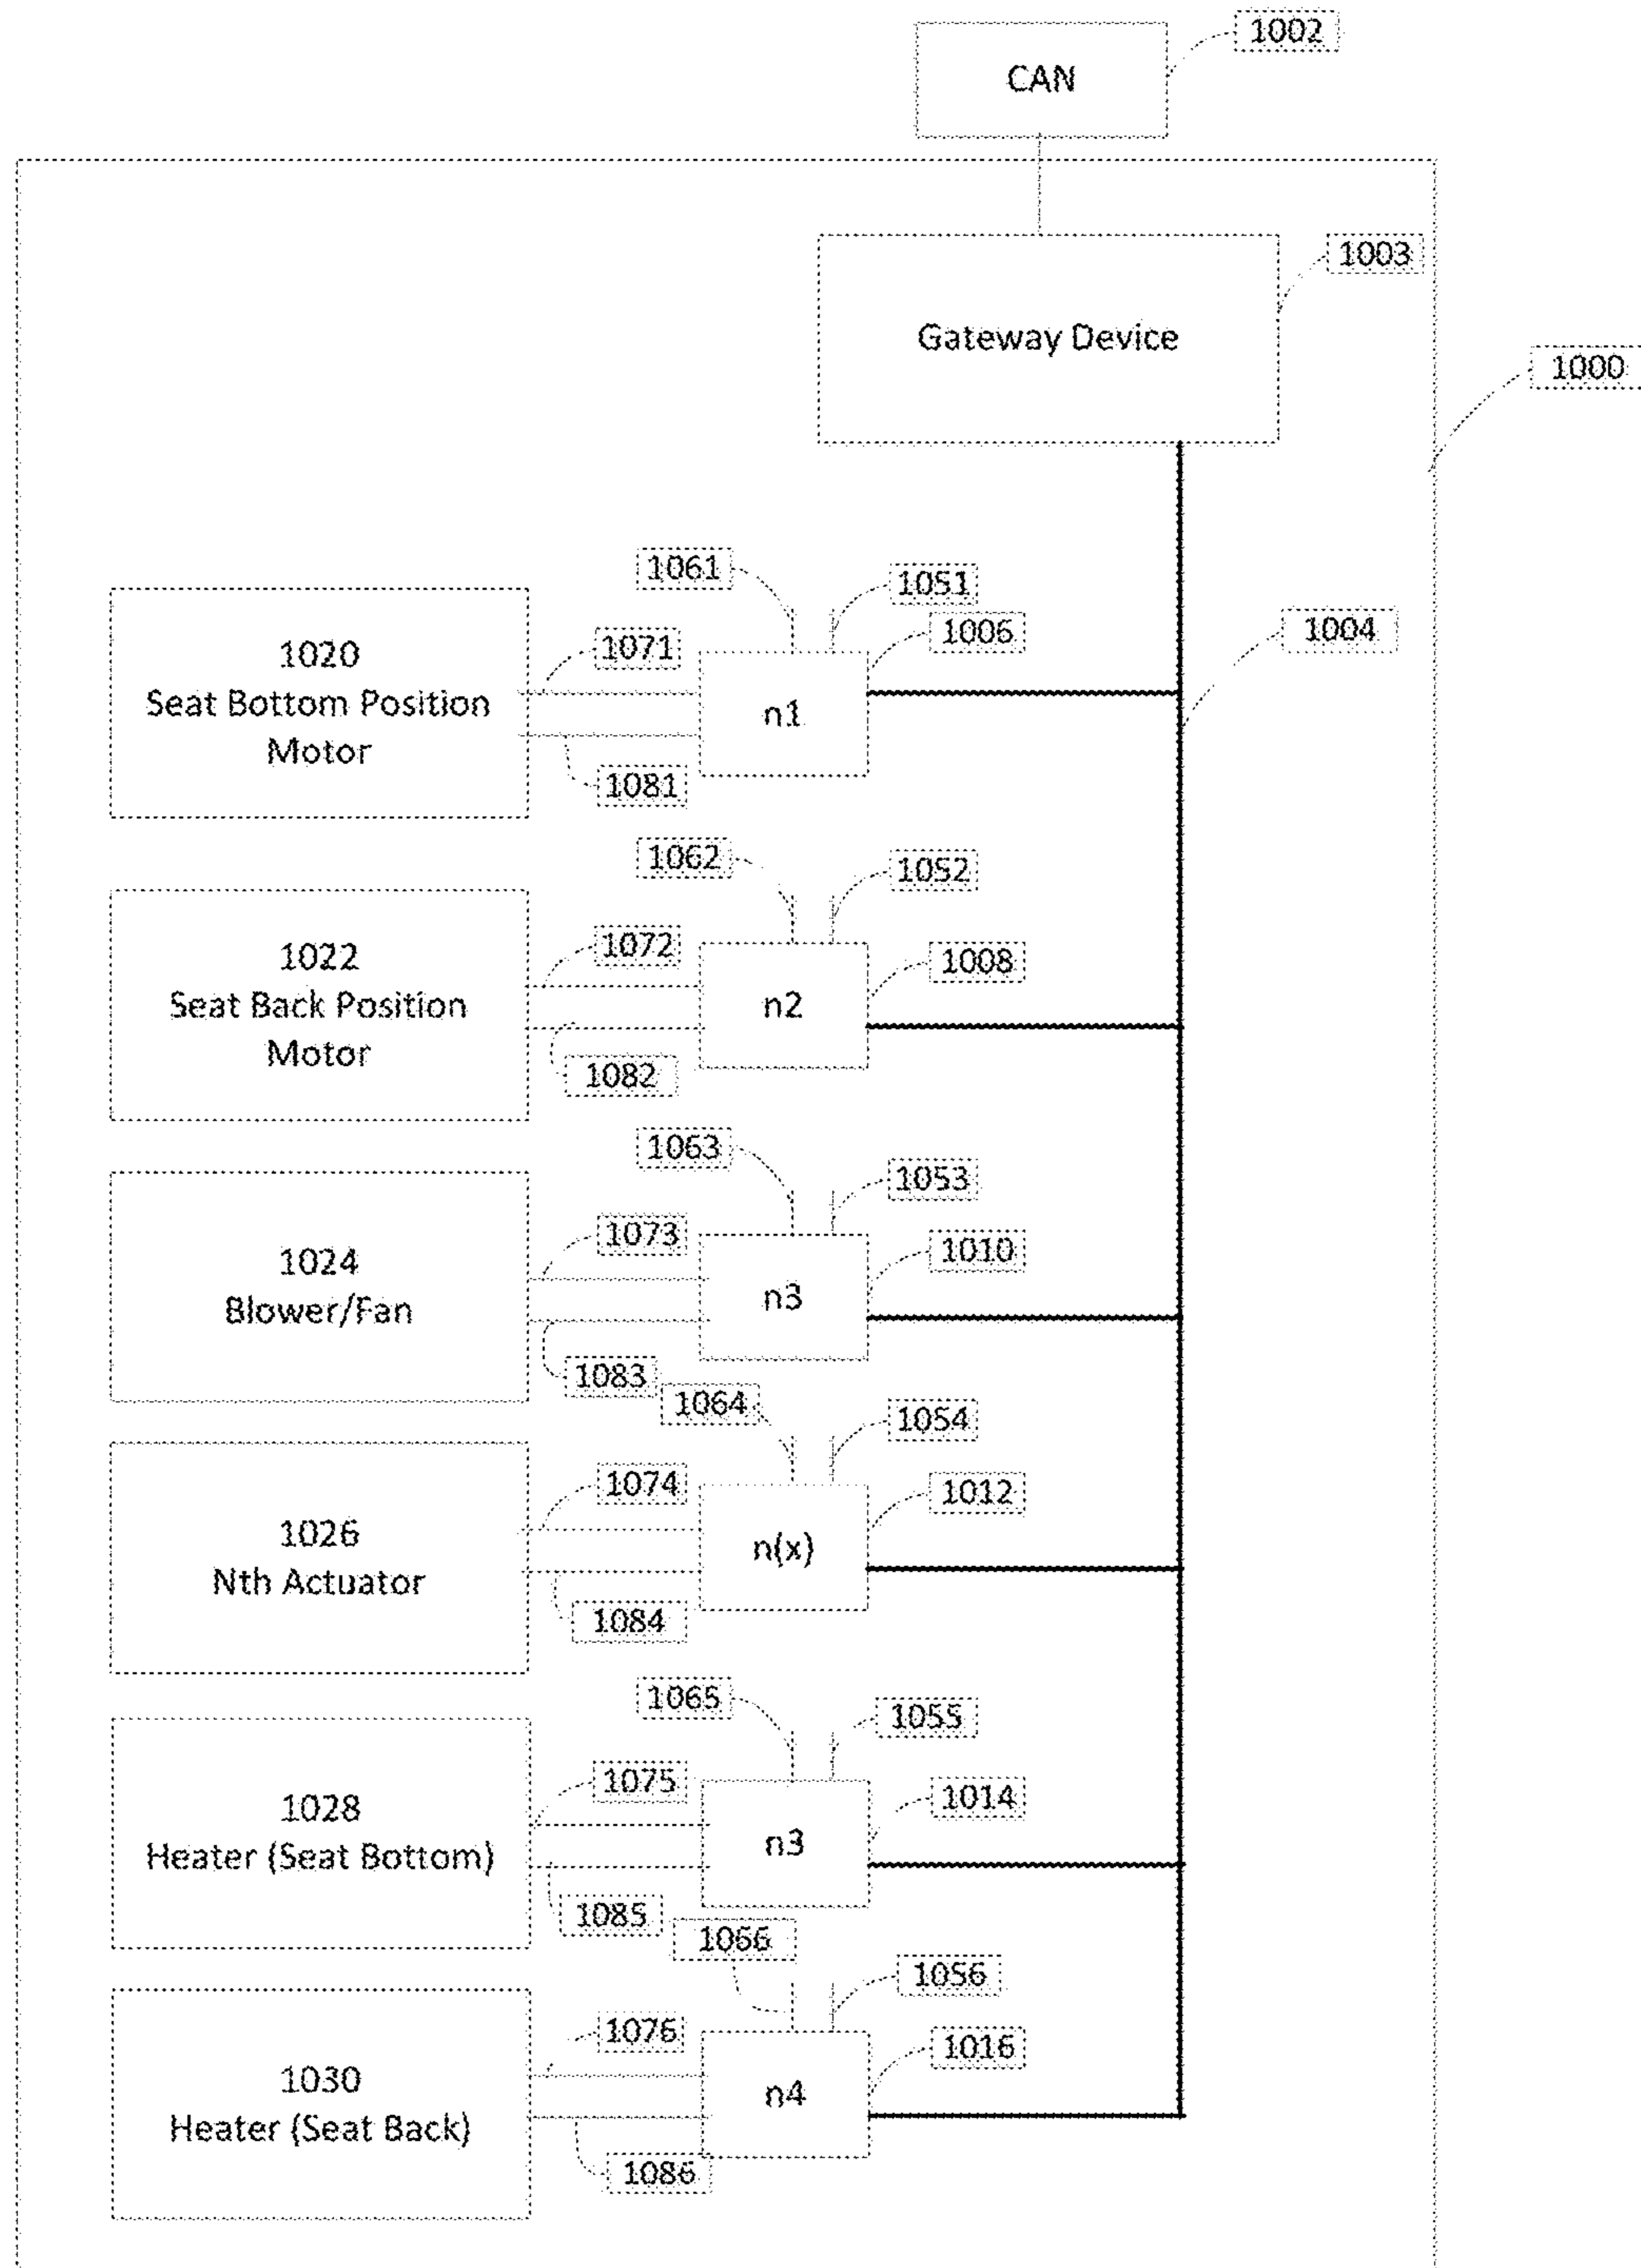 1002
CAN
1003
Gateway Device
1000
1061
1051
1006
1004
1020
Seat Bottom Position
Motor
1071
n1
1081
1062
1052
1022
Seat Back Position
Motor
1072
1008
n2
1082
1063
1053
1024
Blower/Fan
1073
1010
n3
1083
1064
1054
1026
Nth Actuator
1074
1012
n(x)
1084
1065
1055
1028
Heater (Seat Bottom)
1075
1014
n3
1085
1066
1056
1030
Heater (Seat Back)
1076
1016
n4
1086